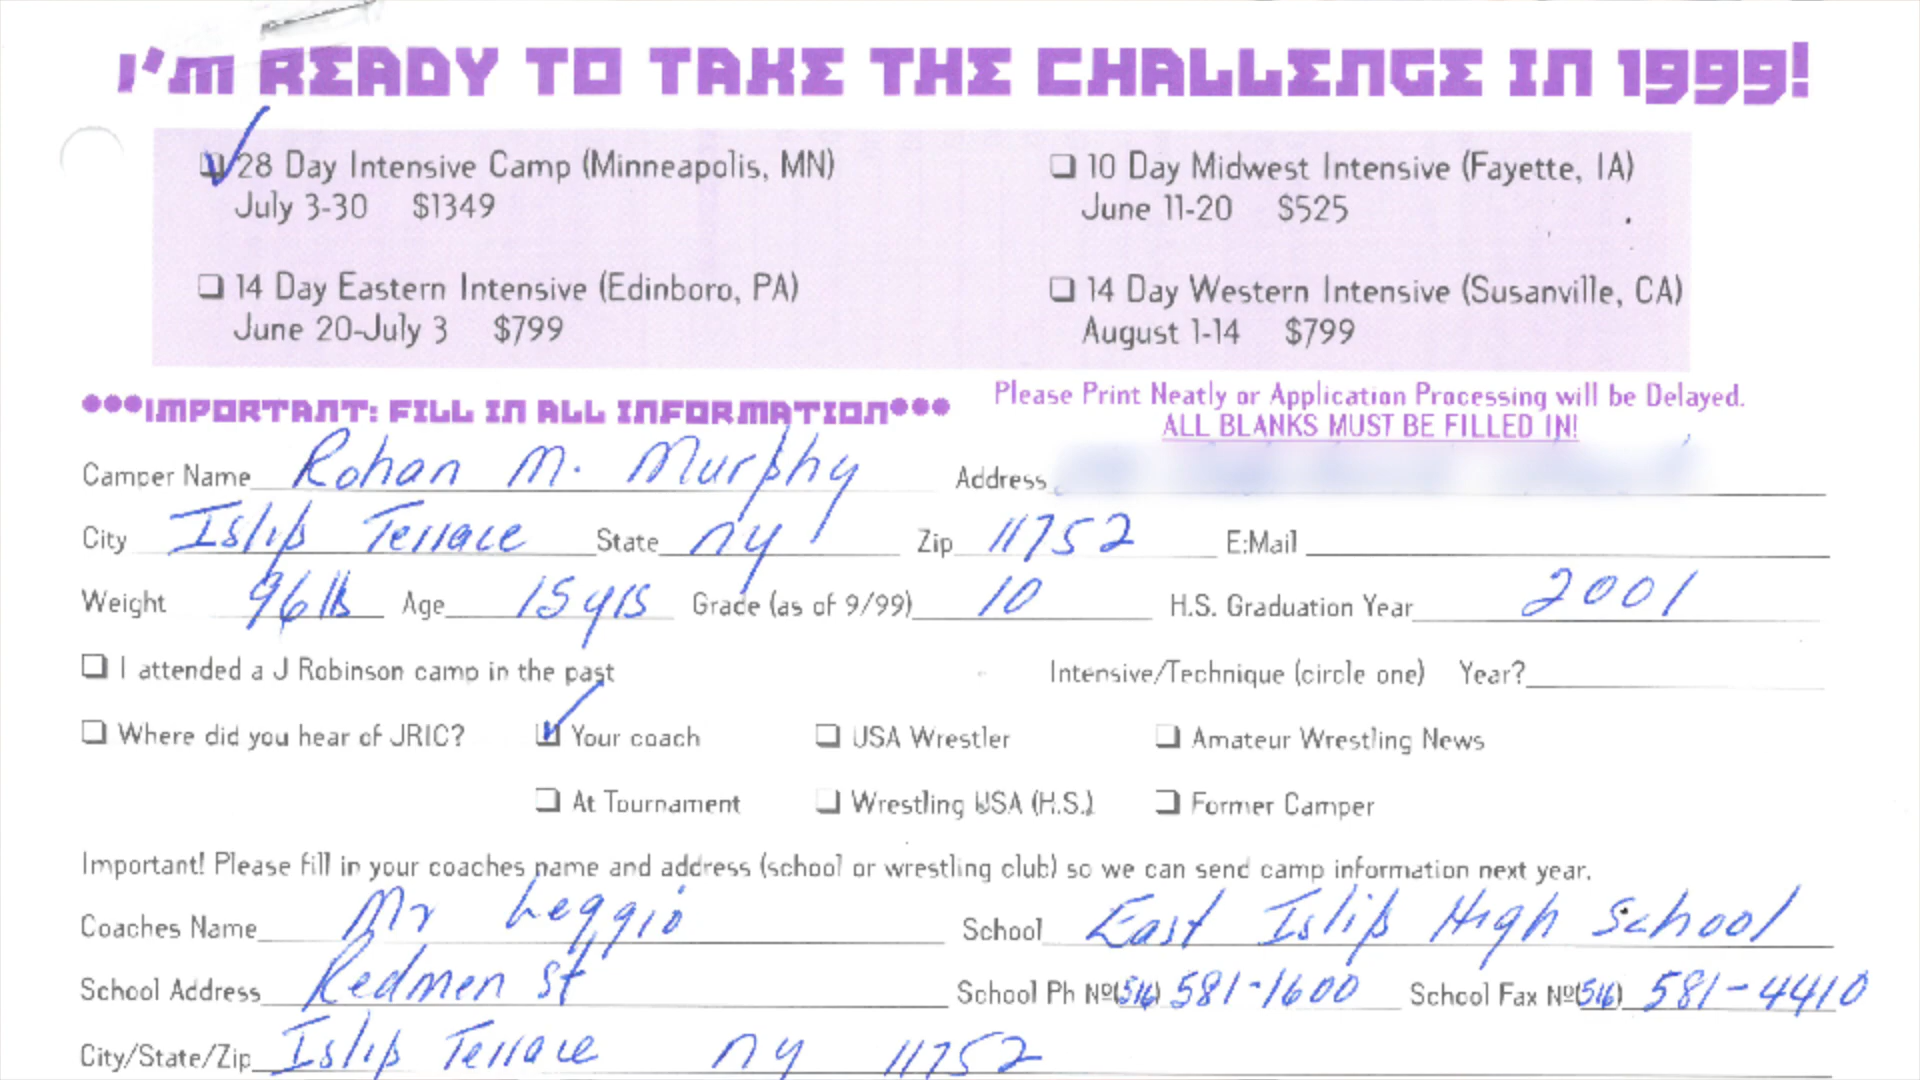 I'M READY TO TAKE THE CHALLENGE IN 1999!
28 Day Intensive Camp (Minneapolis, MN)
July 3-30 $1349
10 Day Midwest Intensive (Fayette, IA)
June 11-20 $525
14 Day Eastern Intensive (Edinboro, PA)
June 20-July 3 $799
14 Day Western Intensive (Susanville, CA)
August 1-14 $799
***IMPORTANT: FILL IN ALL INFORMATION***
Please Print Neatly or Application Processing will be Delayed.
ALL BLANKS MUST BE FILLED IN!
Camper Name Rohan M. Murphy Address
City Islip Terrace State NY Zip 11752 E:Mail
Weight 96 lb Age 15 yrs Grade (as of 9/99) 10 H.S. Graduation Year 2001
I attended a J Robinson camp in the past Intensive/Technique (circle one) Year?
Where did you hear of JRIC? Your coach USA Wrestler Amateur Wrestling News
At Tournament Wrestling USA (H.S.) Former Camper
Important! Please fill in your coaches name and address (school or wrestling club) so we can send camp information next year.
Coaches Name Mr Leggio School East Islip High School
School Address Redmen St School Ph Nº(516) 581-1600 School Fax Nº(516) 581-4410
City/State/Zip Islip Terrace NY 11752